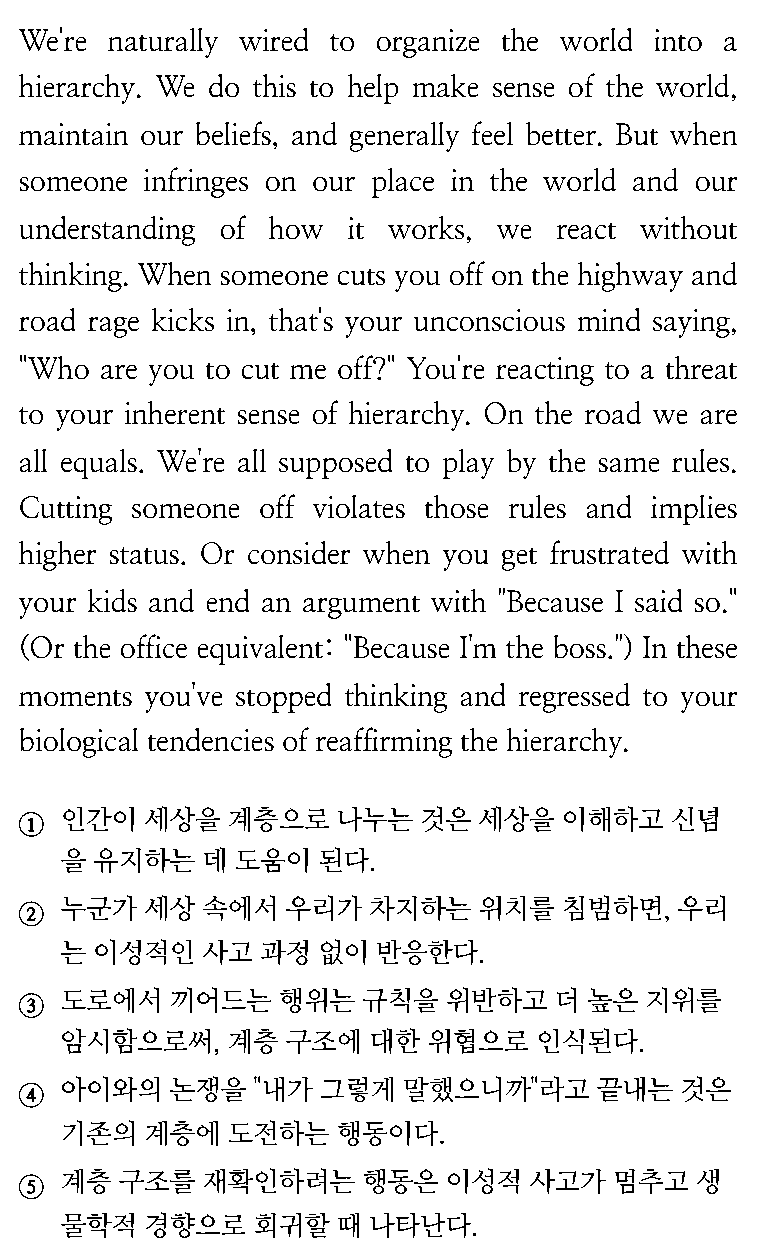 We're naturally wired to organize the world into a
hierarchy. We do this to help make sense of the world,
maintain our beliefs, and generally feel better. But when
someone infringes on our place in the world and our
understanding of how it works, we react without
thinking. When someone cuts you off on the highway and
road rage kicks in, that's your unconscious mind saying,
"Who are you to cut me off?" You're reacting to a threat
to your inherent sense of hierarchy. On the road we are
all equals. We're all supposed to play by the same rules.
Cutting someone off violates those rules and implies
higher status. Or consider when you get frustrated with
your kids and end an argument with "Because I said so."
(Or the office equivalent: "Because I'm the boss.") In these
moments you've stopped thinking and regressed to your
biological tendencies of reaffirming the hierarchy.
① 인간이 세상을 계층으로 나누는 것은 세상을 이해하고 신념
을 유지하는 데 도움이 된다.
② 누군가 세상 속에서 우리가 차지하는 위치를 침범하면, 우리
는 이성적인 사고 과정 없이 반응한다.
③ 도로에서 끼어드는 행위는 규칙을 위반하고 더 높은 지위를
암시함으로써, 계층 구조에 대한 위협으로 인식된다.
④ 아이와의 논쟁을 "내가 그렇게 말했으니까"라고 끝내는 것은
기존의 계층에 도전하는 행동이다.
⑤ 계층 구조를 재확인하려는 행동은 이성적 사고가 멈추고 생
물학적 경향으로 회귀할 때 나타난다.